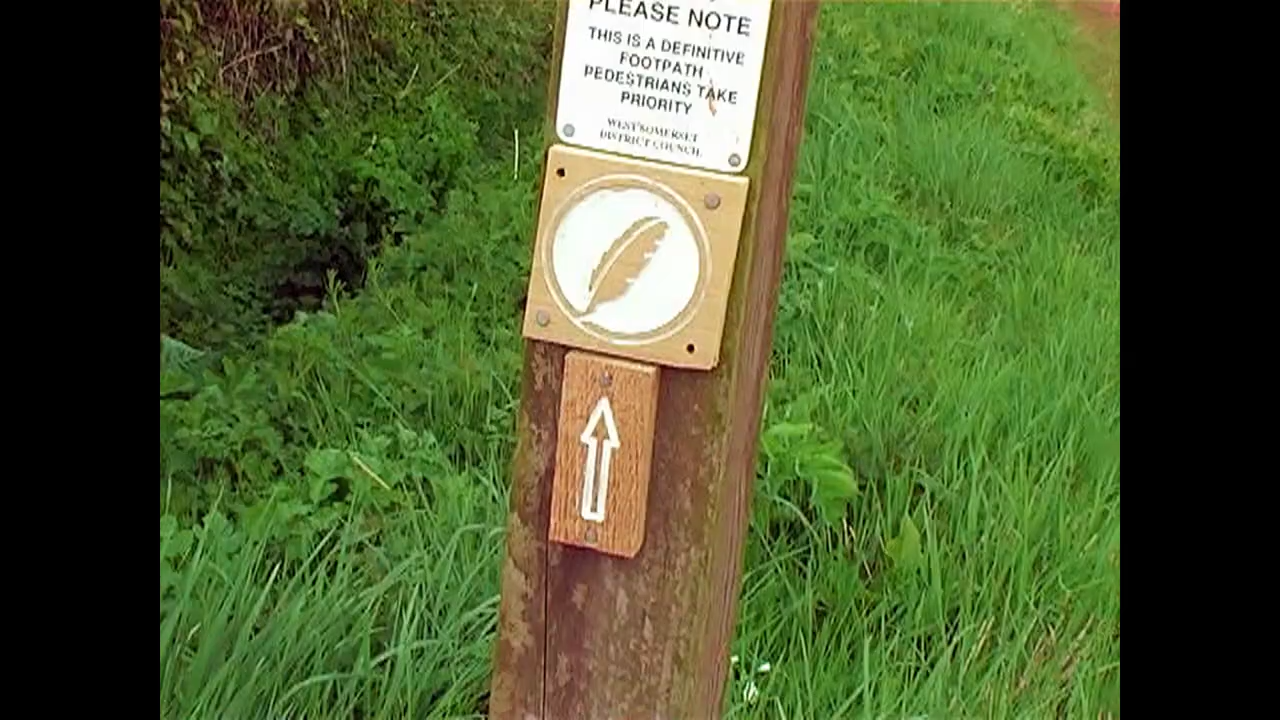 PLEASE NOTE
THIS IS A DEFINITIVE
FOOTPATH
PEDESTRIANS TAKE
PRIORITY
WEST SOMERSET
DISTRICT COUNCIL